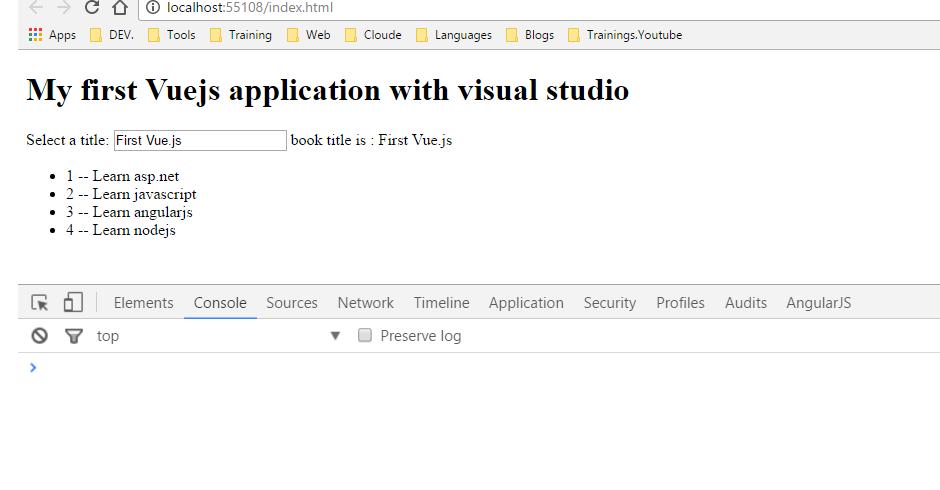 localhost:55108/index.html
Apps DEV. Tools Training Web Cloude Languages Blogs Trainings.Youtube
My first Vuejs application with visual studio
Select a title: First Vue.js book title is : First Vue.js
1 -- Learn asp.net
2 -- Learn javascript
3 -- Learn angularjs
4 -- Learn nodejs
Elements Console Sources Network Timeline Application Security Profiles Audits AngularJS
top Preserve log